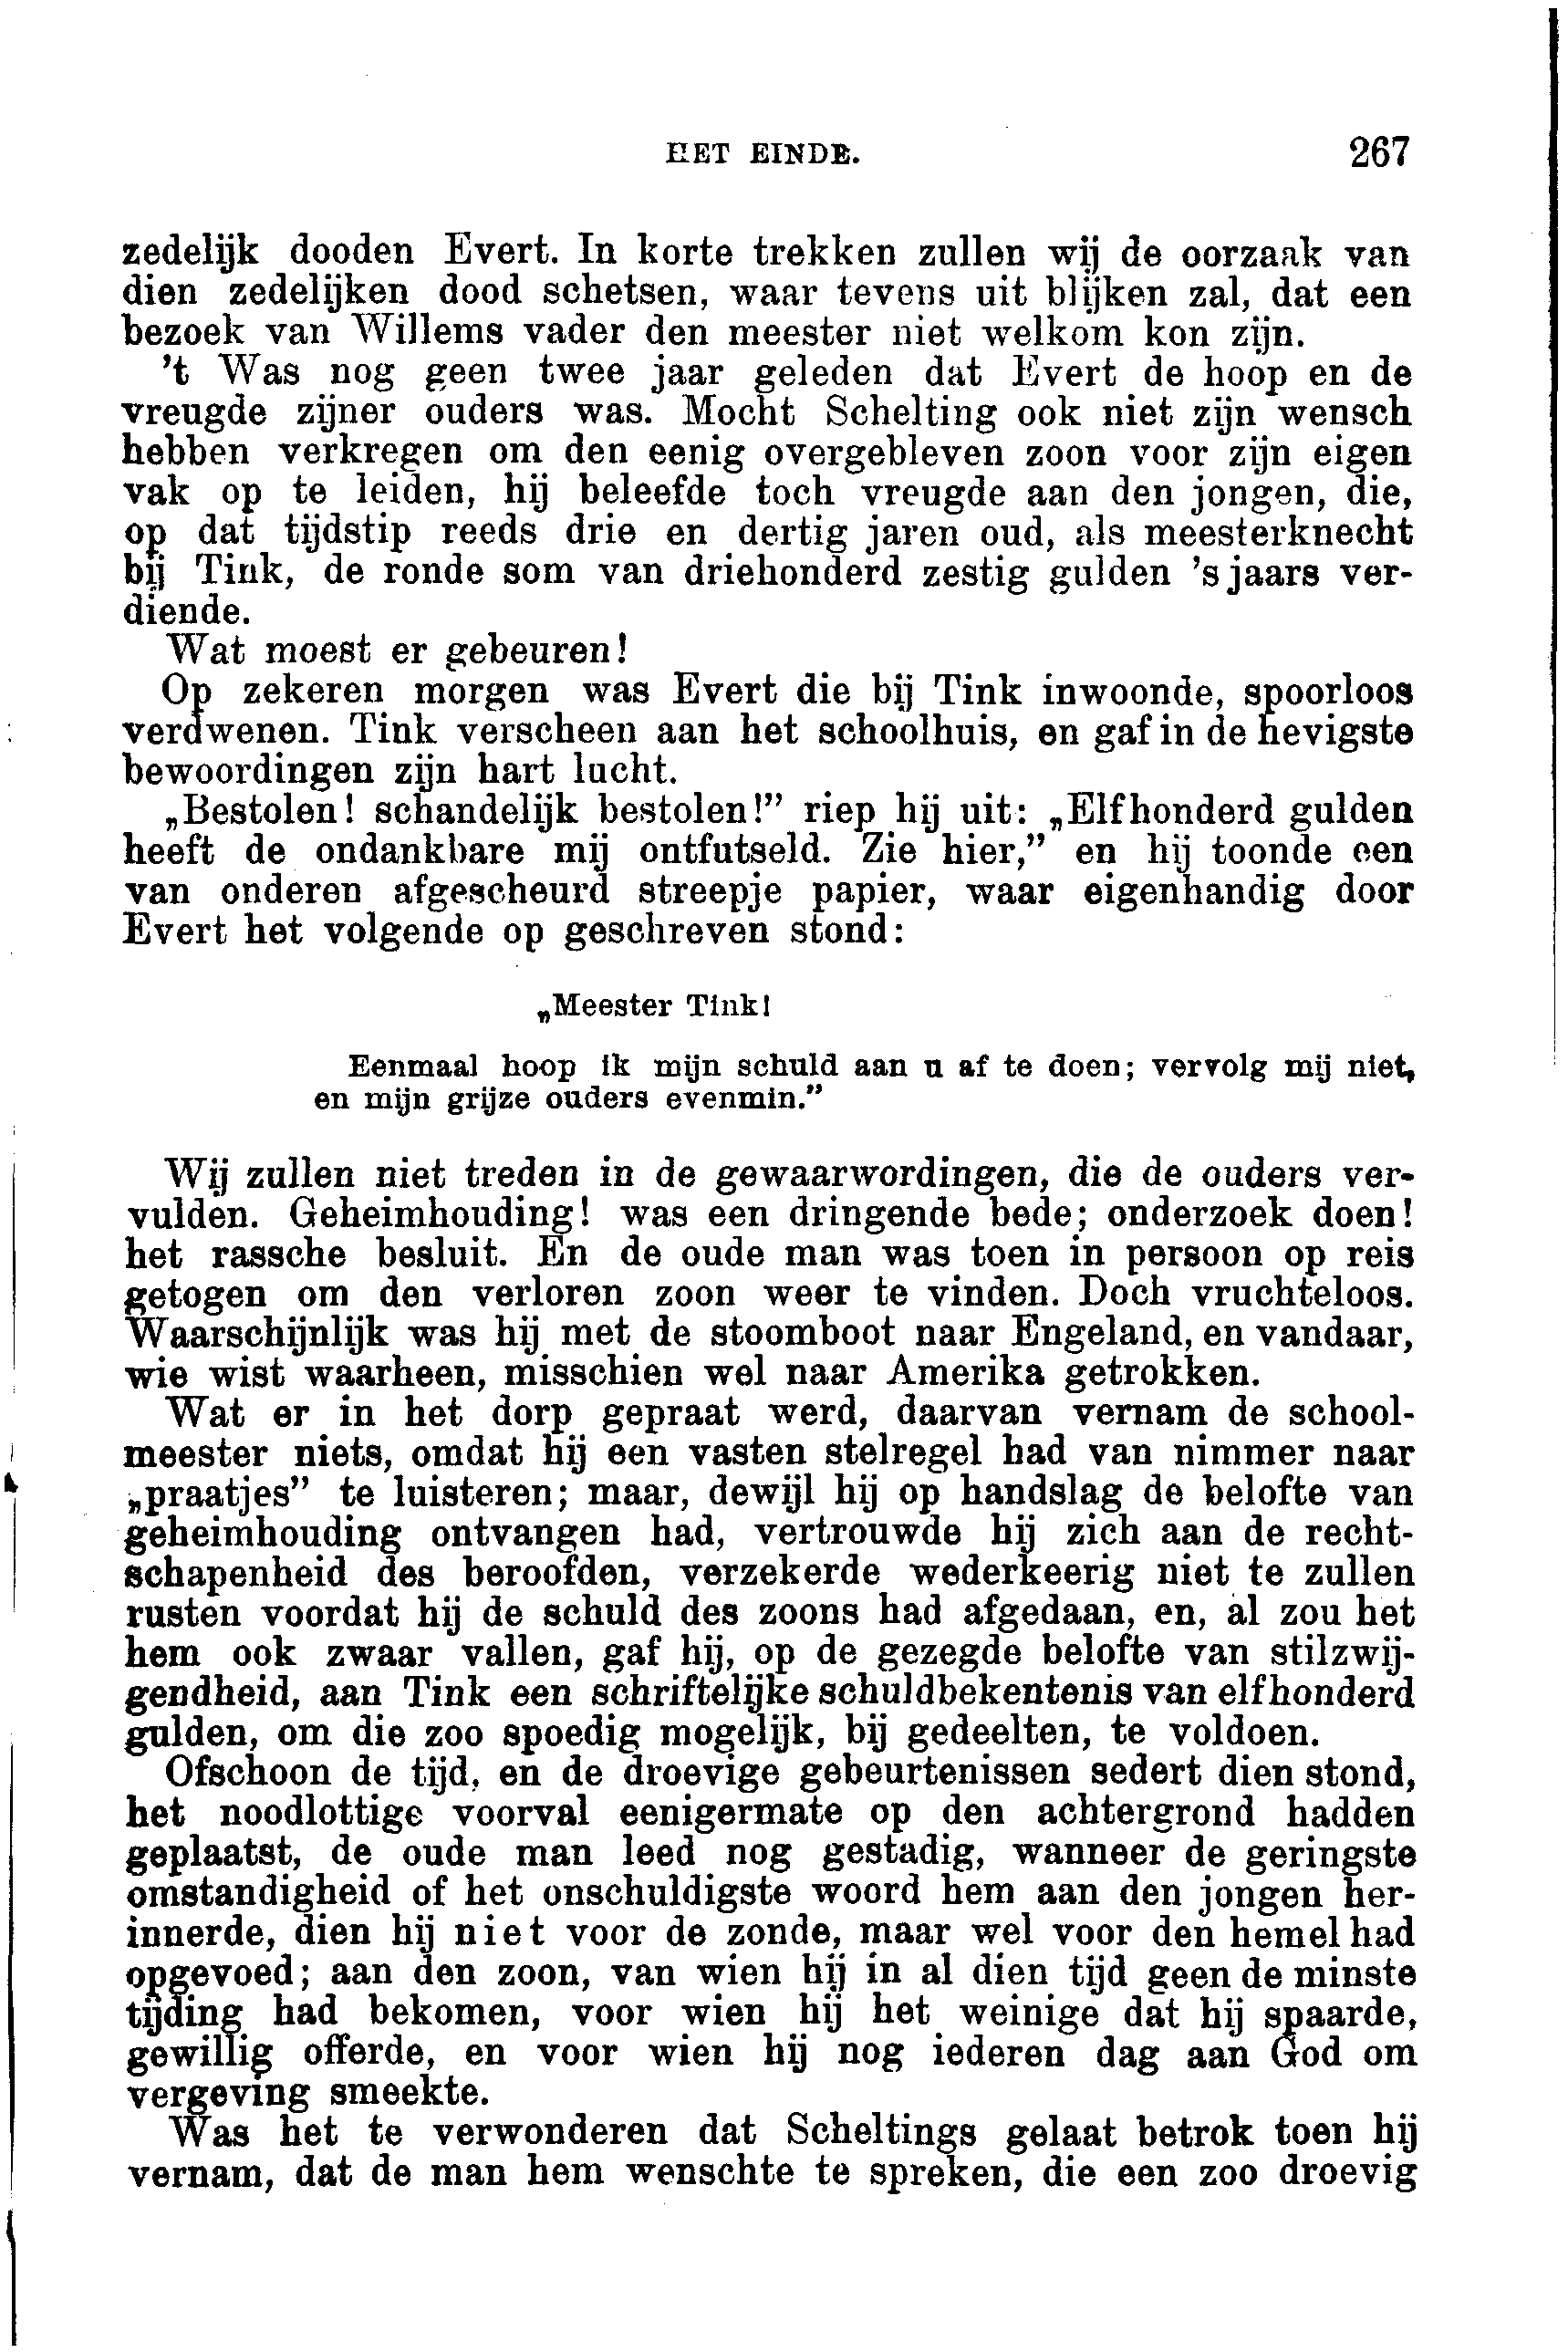 HET EINDE. 267
zedelijk dooden Evert. In korte trekken zullen wij de oorzaak van
dien zedelijken dood schetsen, waar tevens uit blijken zal, dat een
bezoek van Willems vader den meester niet welkom kon zijn.
't Was nog geen twee jaar geleden dat Evert de hoop en de
vreugde zijner ouders was. Mocht Schelting ook niet zijn wensch
hebben verkregen om den eenig overgebleven zoon voor zijn eigen
vak op te leiden, hij beleefde toch vreugde aan den jongen, die,
op dat tijdstip reeds drie en dertig jaren oud, als meesterknecht
bij Tink, de ronde som van driehonderd zestig gulden 's jaars ver-
diende.
Wat moest er gebeuren!
Op zekeren morgen was Evert die bij Tink inwoonde, spoorloos
verdwenen. Tink verscheen aan het schoolhuis, en gaf in de hevigste
bewoordingen zijn hart lucht.
„Bestolen! schandelijk bestolen!” riep hij uit: „Elfhonderd gulden
heeft de ondankbare mij ontfutseld. Zie hier,” en hij toonde een
van onderen afgescheurd streepje papier, waar eigenhandig door
Evert het volgende op geschreven stond:
„Meester Tink!
Eenmaal hoop ik mijn schuld aan u af te doen; vervolg mij niet,
en mijn grijze ouders evenmin.”
Wij zullen niet treden in de gewaarwordingen, die de ouders ver-
vulden. Geheimhouding! was een dringende bede; onderzoek doen!
het rassche besluit. En de oude man was toen in persoon op reis
getogen om den verloren zoon weer te vinden. Doch vruchteloos.
Waarschijnlijk was hij met de stoomboot naar Engeland, en vandaar,
wie wist waarheen, misschien wel naar Amerika getrokken.
Wat er in het dorp gepraat werd, daarvan vernam de school-
meester niets, omdat hij een vasten stelregel had van nimmer naar
„praatjes” te luisteren; maar, dewijl hij op handslag de belofte van
geheimhouding ontvangen had, vertrouwde hij zich aan de recht-
schapenheid des beroofden, verzekerde wederkeerig niet te zullen
rusten voordat hij de schuld des zoons had afgedaan, en, al zou het
hem ook zwaar vallen, gaf hij, op de gezegde belofte van stilzwij-
gendheid, aan Tink een schriftelijke schuldbekentenis van elfhonderd
gulden, om die zoo spoedig mogelijk, bij gedeelten, te voldoen.
Ofschoon de tijd, en de droevige gebeurtenissen sedert dien stond,
het noodlottige voorval eenigermate op den achtergrond hadden
geplaatst, de oude man leed nog gestadig, wanneer de geringste
omstandigheid of het onschuldigste woord hem aan den jongen her-
innerde, dien hij niet voor de zonde, maar wel voor den hemel had
opgevoed; aan den zoon, van wien hij in al dien tijd geen de minste
tijding had bekomen, voor wien hij het weinige dat hij spaarde,
gewillig offerde, en voor wien hij nog iederen dag aan God om
vergeving smeekte.
Was het te verwonderen dat Scheltings gelaat betrok toen hij
vernam, dat de man hem wenschte te spreken, die een zoo droevig